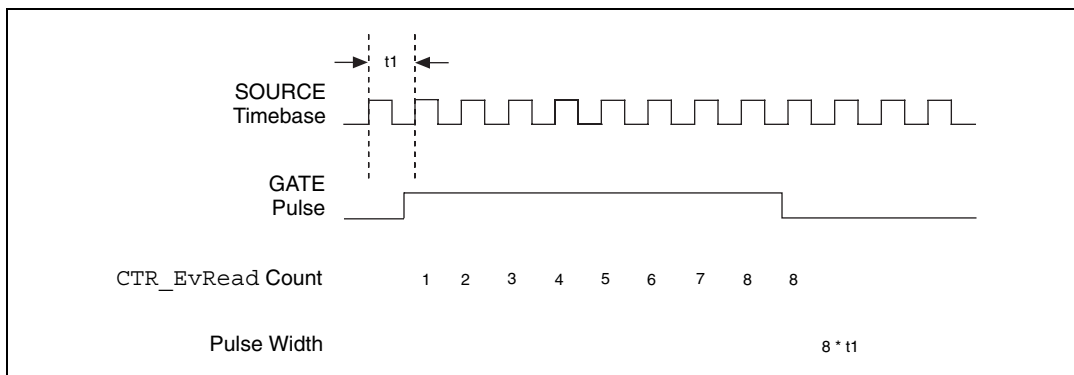 t1
SOURCE
Timebase
GATE
Pulse
CTR_EvRead Count 1 2 3 4 5 6 7 8 8
Pulse Width 8 * t1